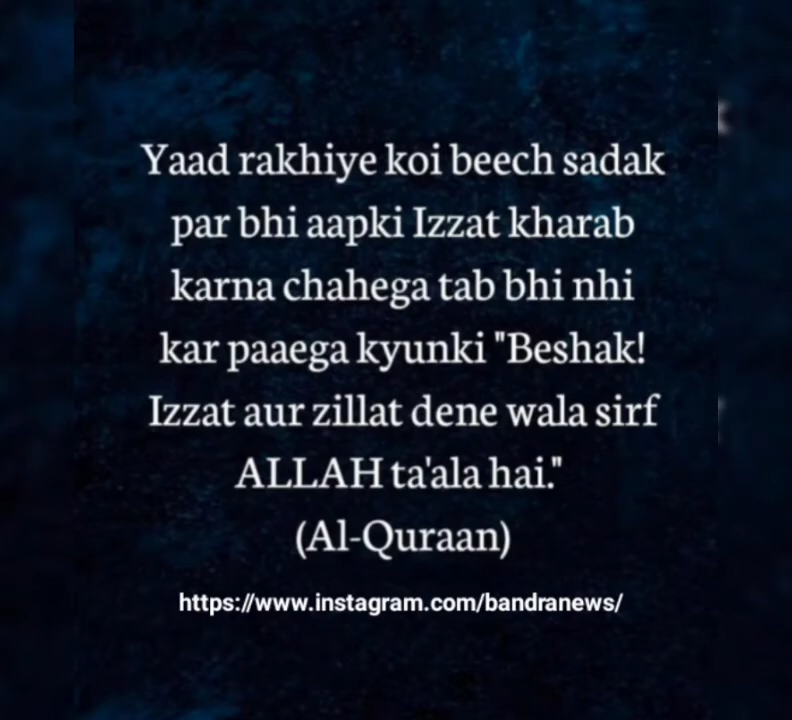 Yaad rakhiye koi beech sadak
par bhi aapki Izzat kharab
karna chahega tab bhi nhi
kar paaega kyunki "Beshak!
Izzat aur zillat dene wala sirf
ALLAH ta'ala hai."
(Al-Quraan)
https://www.instagram.com/bandranews/